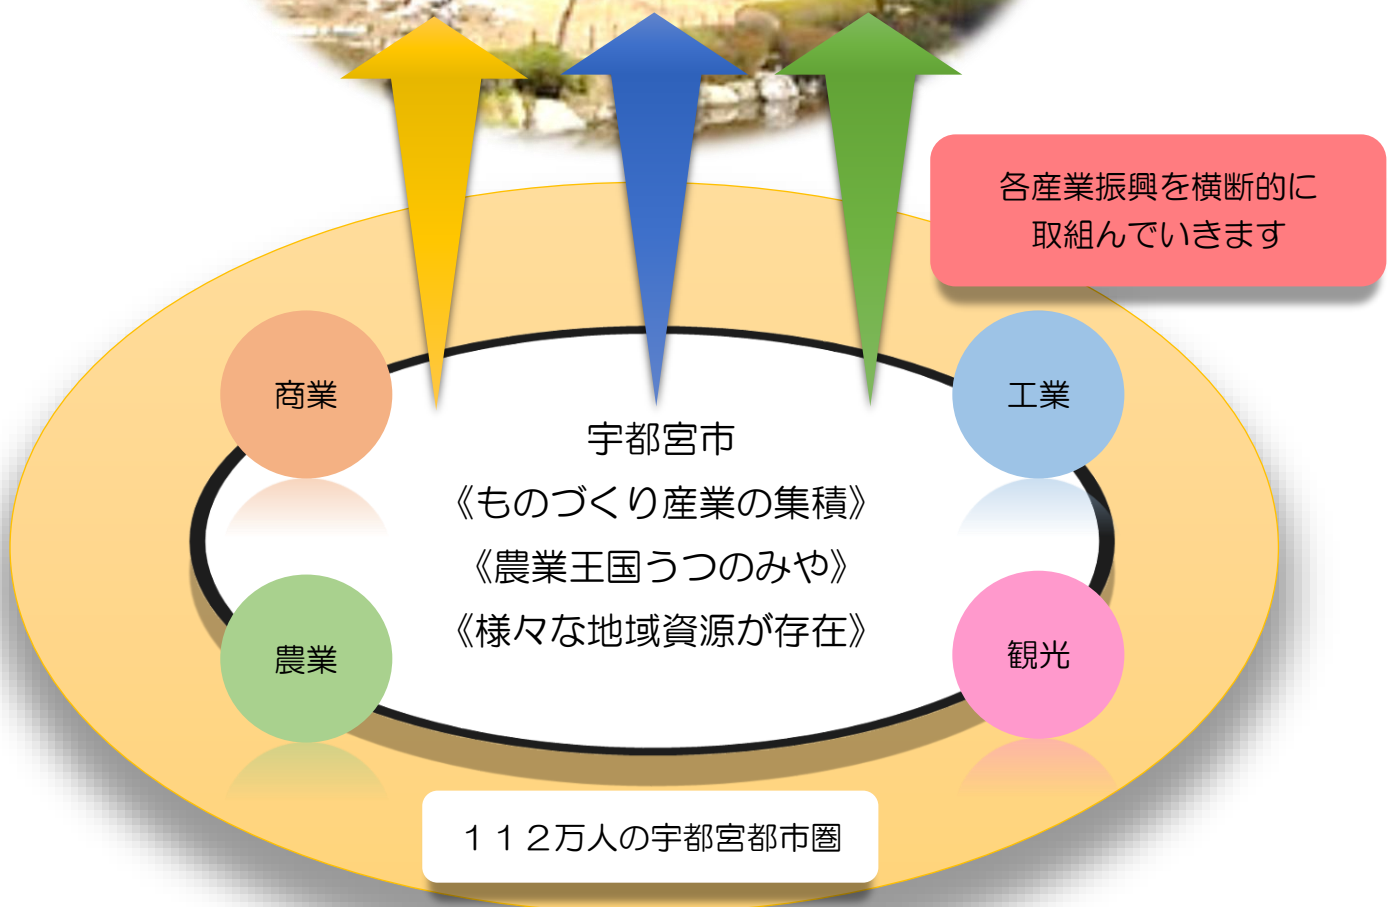 各産業振興を横断的に
取組んでいきます
商業
工業
宇都宮市
《ものづくり産業の集積》
《農業王国うつのみや》
《様々な地域資源が存在》
農業
観光
１１２万人の宇都宮都市圏